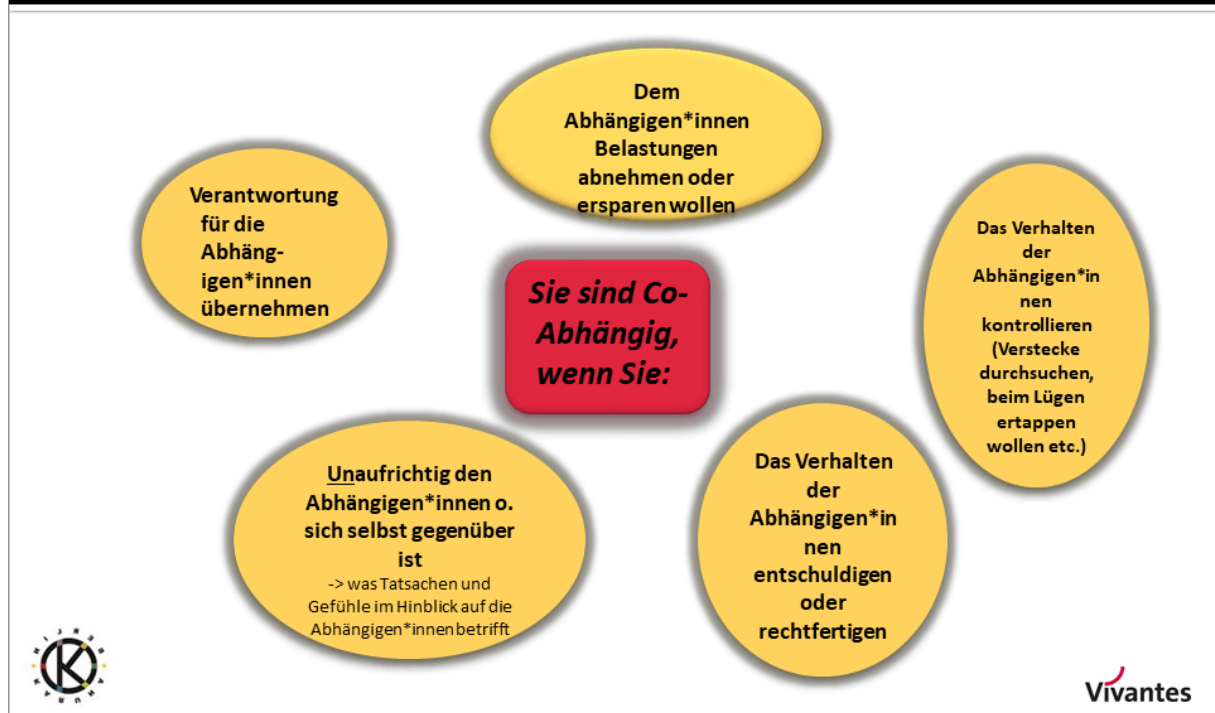 Dem
Abhängigen*innen
Belastungen
abnehmen oder
ersparen wollen
Verantwortung
für die
Abhäng-
igen*innen
übernehmen
Sie sind Co-
Abhängig,
wenn Sie:
Das Verhalten
der
Abhängigen*in
nen
kontrollieren
(Verstecke
durchsuchen,
beim Lügen
ertappen
wollen etc.)
Unaufrichtig den
Abhängigen*innen o.
sich selbst gegenüber
ist
-> was Tatsachen und
Gefühle im Hinblick auf die
Abhängigen*innen betrifft
Das Verhalten
der
Abhängigen*in
nen
entschuldigen
oder
rechtfertigen
K
Vivantes